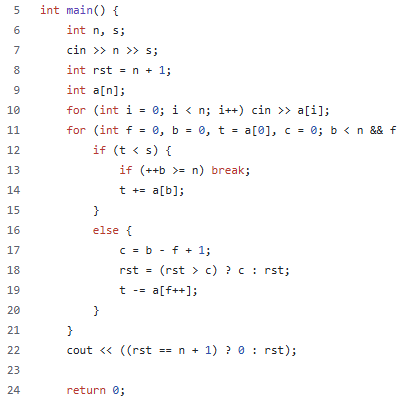 5 int main() {
6 int n, s;
7 cin >> n >> s;
8 int rst = n + 1;
9 int a[n];
10 for (int i = 0; i < n; i++) cin >> a[i];
11 for (int f = 0, b = 0, t = a[0], c = 0; b < n && f
12 if (t < s) {
13 if (++b >= n) break;
14 t += a[b];
15 }
16 else {
17 c = b - f + 1;
18 rst = (rst > c) ? c : rst;
19 t -= a[f++];
20 }
21 }
22 cout << ((rst == n + 1) ? 0 : rst);
23
24 return 0;